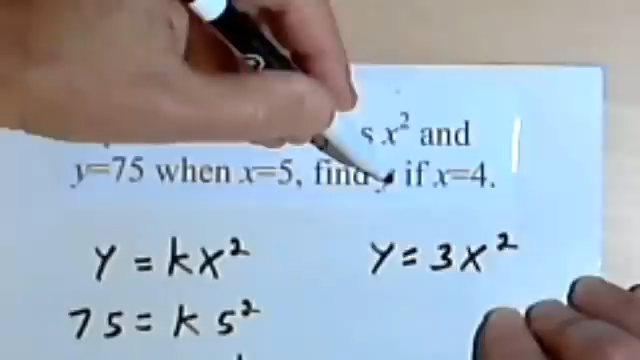 x² and
y=75 when x=5, find y if x=4.
y = kx²
y = 3x²
75 = k 5²